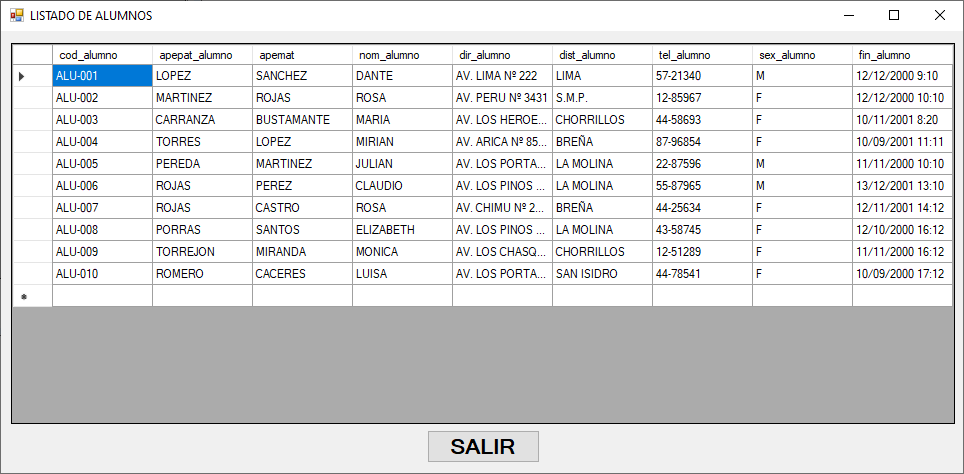 LISTADO DE ALUMNOS
cod_alumno apepat_alumno apemat nom_alumno dir_alumno dist_alumno tel_alumno sex_alumno fin_alumno
ALU-001 LOPEZ SANCHEZ DANTE AV. LIMA Nº 222 LIMA 57-21340 M 12/12/2000 9:10
ALU-002 MARTINEZ ROJAS ROSA AV. PERU Nº 3431 S.M.P. 12-85967 F 12/12/2000 10:10
ALU-003 CARRANZA BUSTAMANTE MARIA AV. LOS HEROE... CHORRILLOS 44-58693 F 10/11/2001 8:20
ALU-004 TORRES LOPEZ MIRIAN AV. ARICA Nº 85... BREÑA 87-96854 F 10/09/2001 11:11
ALU-005 PEREDA MARTINEZ JULIAN AV. LOS PORTA... LA MOLINA 22-87596 M 11/11/2000 10:10
ALU-006 ROJAS PEREZ CLAUDIO AV. LOS PINOS ... LA MOLINA 55-87965 M 13/12/2001 13:10
ALU-007 ROJAS CASTRO ROSA AV. CHIMU Nº 2... BREÑA 44-25634 F 12/11/2001 14:12
ALU-008 PORRAS SANTOS ELIZABETH AV. LOS PINOS ... LA MOLINA 43-58745 F 12/10/2000 16:12
ALU-009 TORREJON MIRANDA MONICA AV. LOS CHASQ... CHORRILLOS 12-51289 F 11/11/2000 16:12
ALU-010 ROMERO CACERES LUISA AV. LOS PORTA... SAN ISIDRO 44-78541 F 10/09/2000 17:12
SALIR